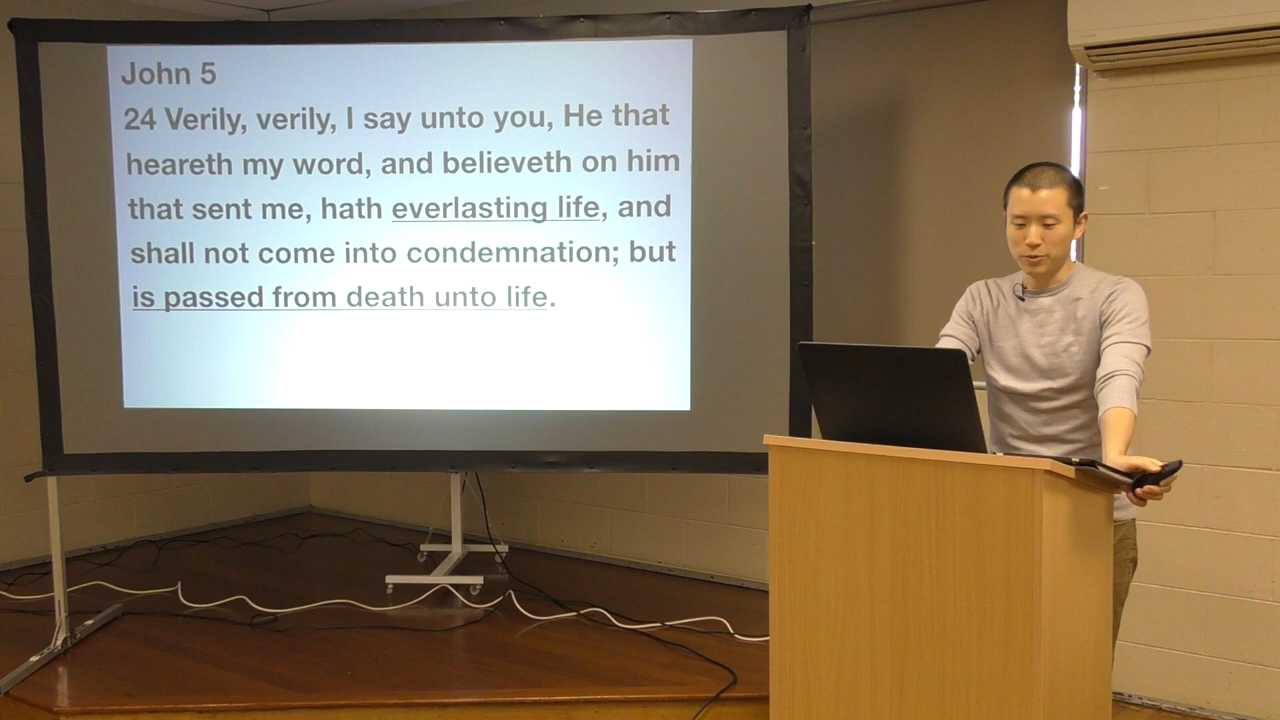 John 5
24 Verily, verily, I say unto you, He that
heareth my word, and believeth on him
that sent me, hath everlasting life, and
shall not come into condemnation; but
is passed from death unto life.